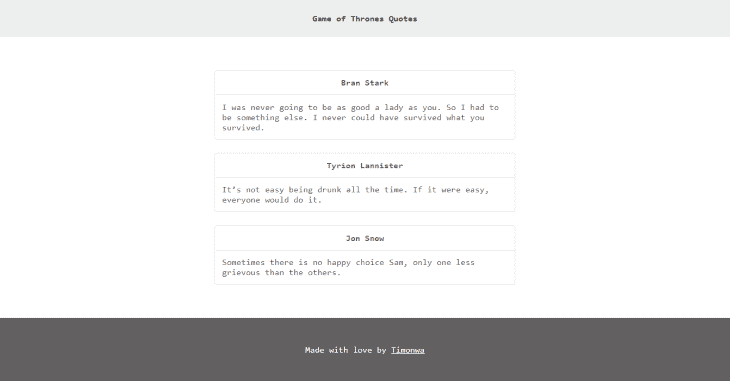 Game of Thrones Quotes
Bran Stark
I was never going to be as good a lady as you. So I had to
be something else. I never could have survived what you
survived.
Tyrion Lannister
It's not easy being drunk all the time. If it were easy,
everyone would do it.
Jon Snow
Sometimes there is no happy choice Sam, only one less
grievous than the others.
Made with love by Timonwa